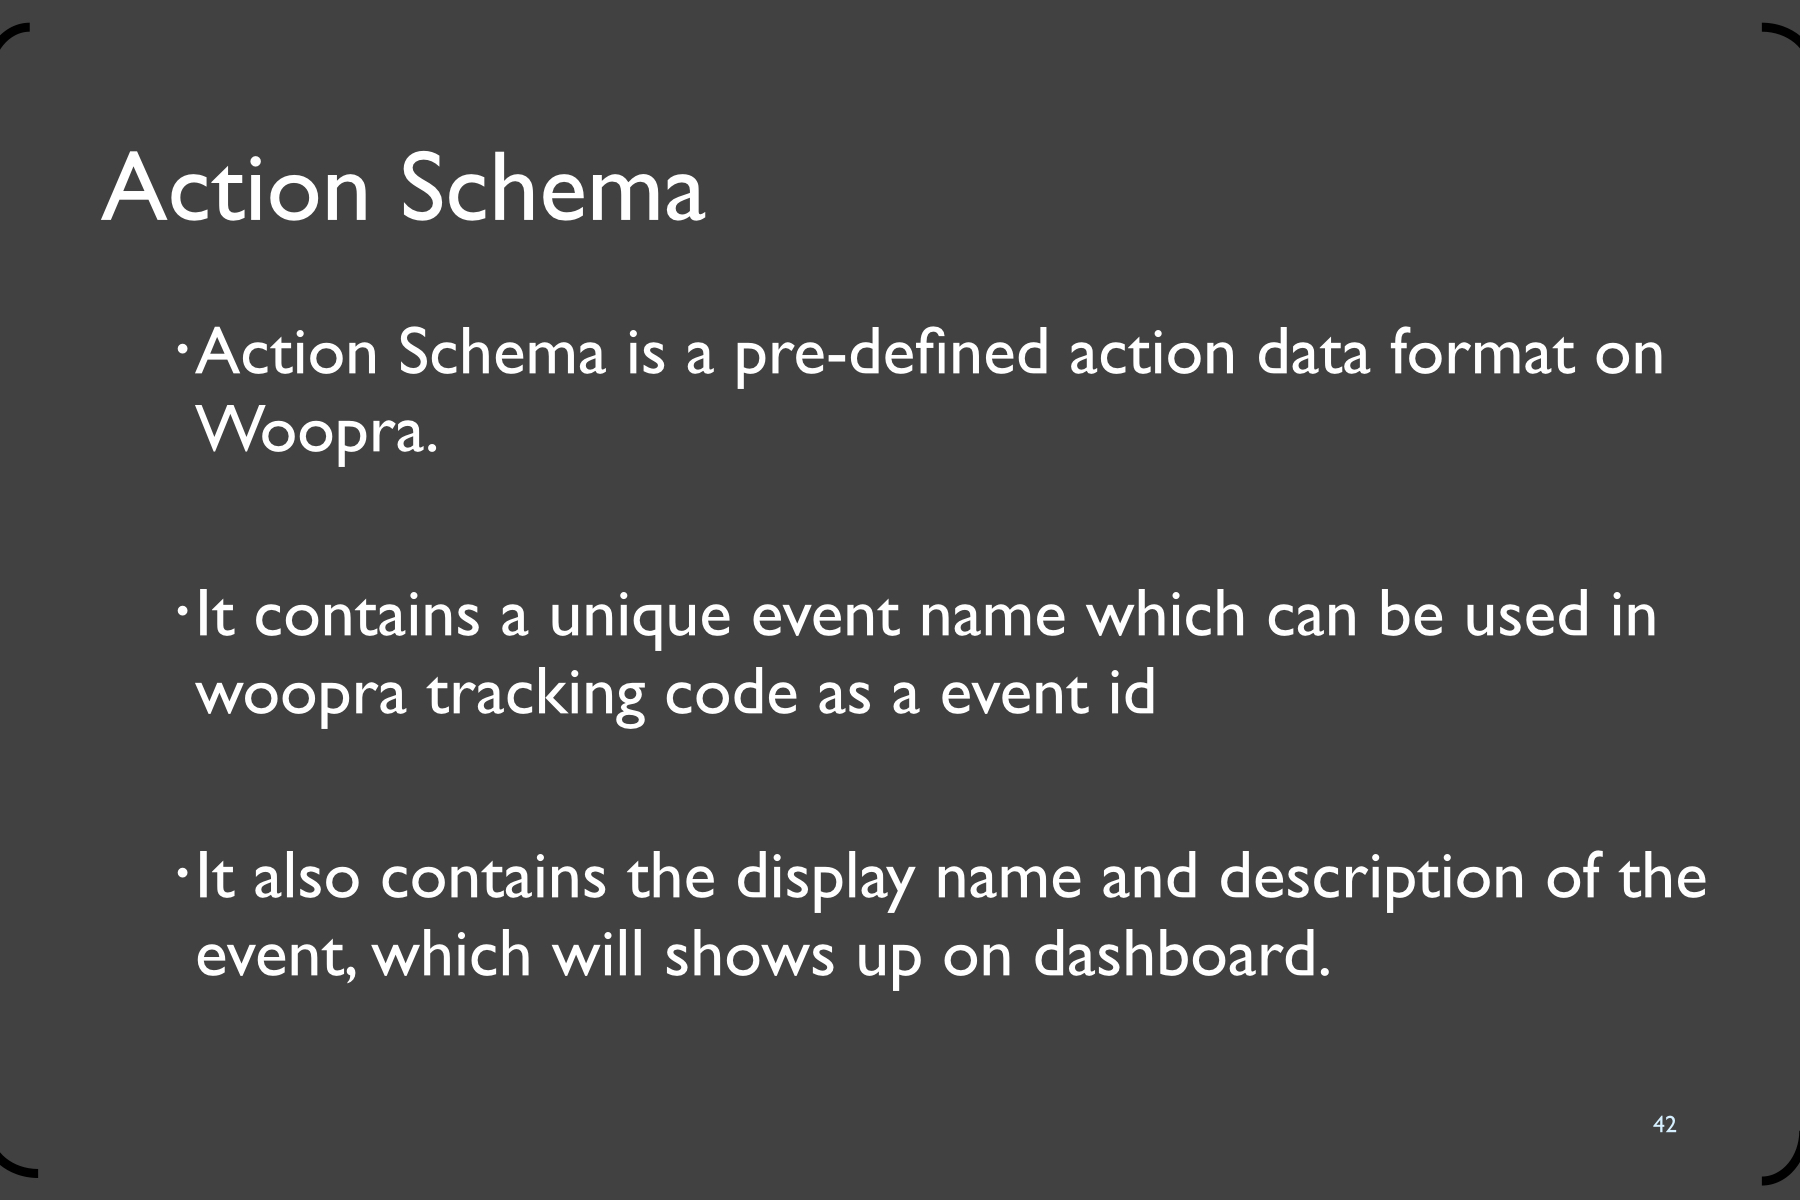 Action Schema
•Action Schema is a pre-defined action data format on
Woopra.
•It contains a unique event name which can be used in
woopra tracking code as a event id
•It also contains the display name and description of the
event, which will shows up on dashboard.
42